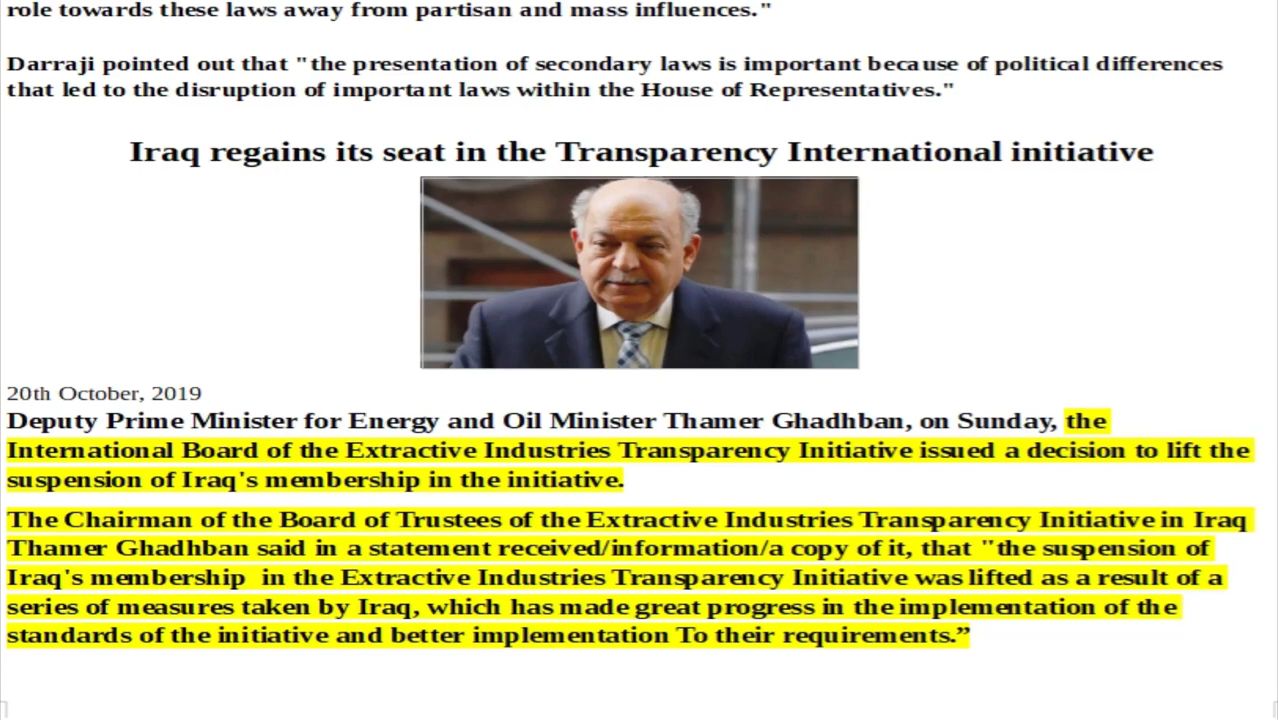 role towards these laws away from partisan and mass influences."
Darraji pointed out that "the presentation of secondary laws is important because of political differences
that led to the disruption of important laws within the House of Representatives."
Iraq regains its seat in the Transparency International initiative
20th October, 2019
Deputy Prime Minister for Energy and Oil Minister Thamer Ghadhban, on Sunday, the
International Board of the Extractive Industries Transparency Initiative issued a decision to lift the
suspension of Iraq's membership in the initiative.
The Chairman of the Board of Trustees of the Extractive Industries Transparency Initiative in Iraq
Thamer Ghadhban said in a statement received/information/a copy of it, that "the suspension of
Iraq's membership  in the Extractive Industries Transparency Initiative was lifted as a result of a
series of measures taken by Iraq, which has made great progress in the implementation of the
standards of the initiative and better implementation To their requirements.”